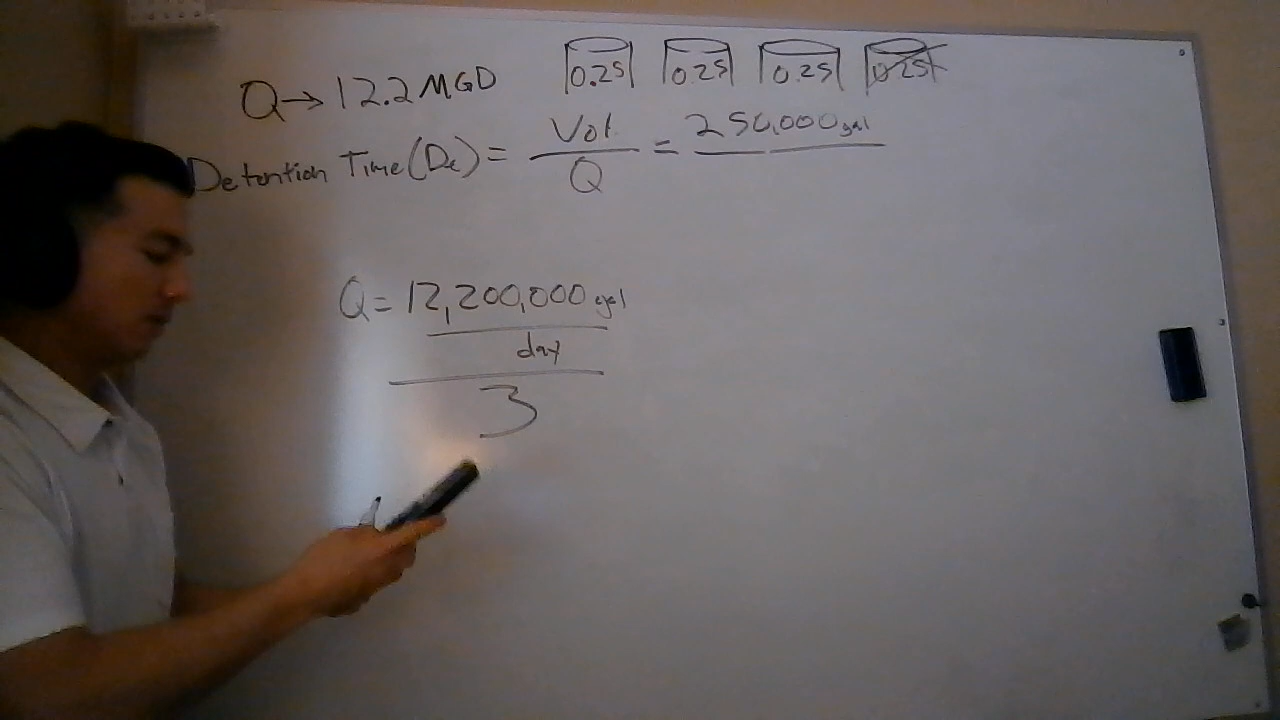 Q→12.2 MGD
0.25 0.25 0.25 0.25
Detention Time (Dt) = Vol. / Q = 250,000 gal
Q = 12,200,000 gal
day
3